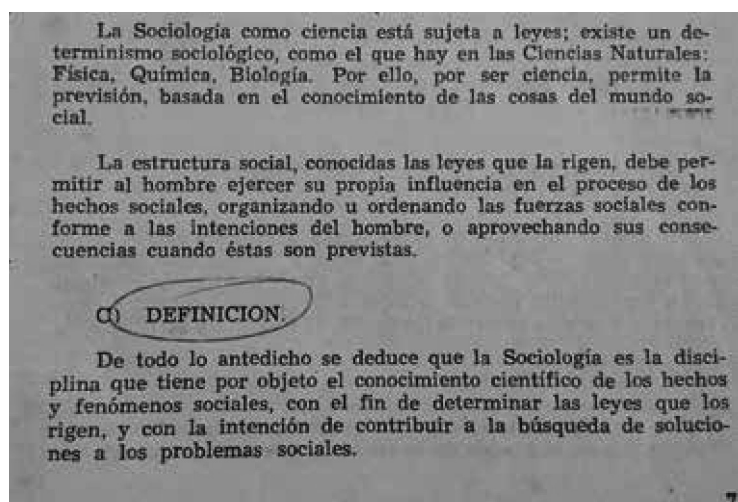 La Sociología como ciencia está sujeta a leyes; existe un de-
terminismo sociológico, como el que hay en las Ciencias Naturales:
Física, Química, Biología. Por ello, por ser ciencia, permite la
previsión, basada en el conocimiento de las cosas del mundo so-
cial.
La estructura social, conocidas las leyes que la rigen, debe per-
mitir al hombre ejercer su propia influencia en el proceso de los
hechos sociales, organizando u ordenando las fuerzas sociales con-
forme a las intenciones del hombre, o aprovechando sus conse-
cuencias cuando éstas son previstas.
DEFINICION.
De todo lo antedicho se deduce que la Sociología es la disci-
plina que tiene por objeto el conocimiento científico de los hechos
y fenómenos sociales, con el fin de determinar las leyes que los
rigen, y con la intención de contribuir a la búsqueda de solucio-
nes a los problemas sociales.